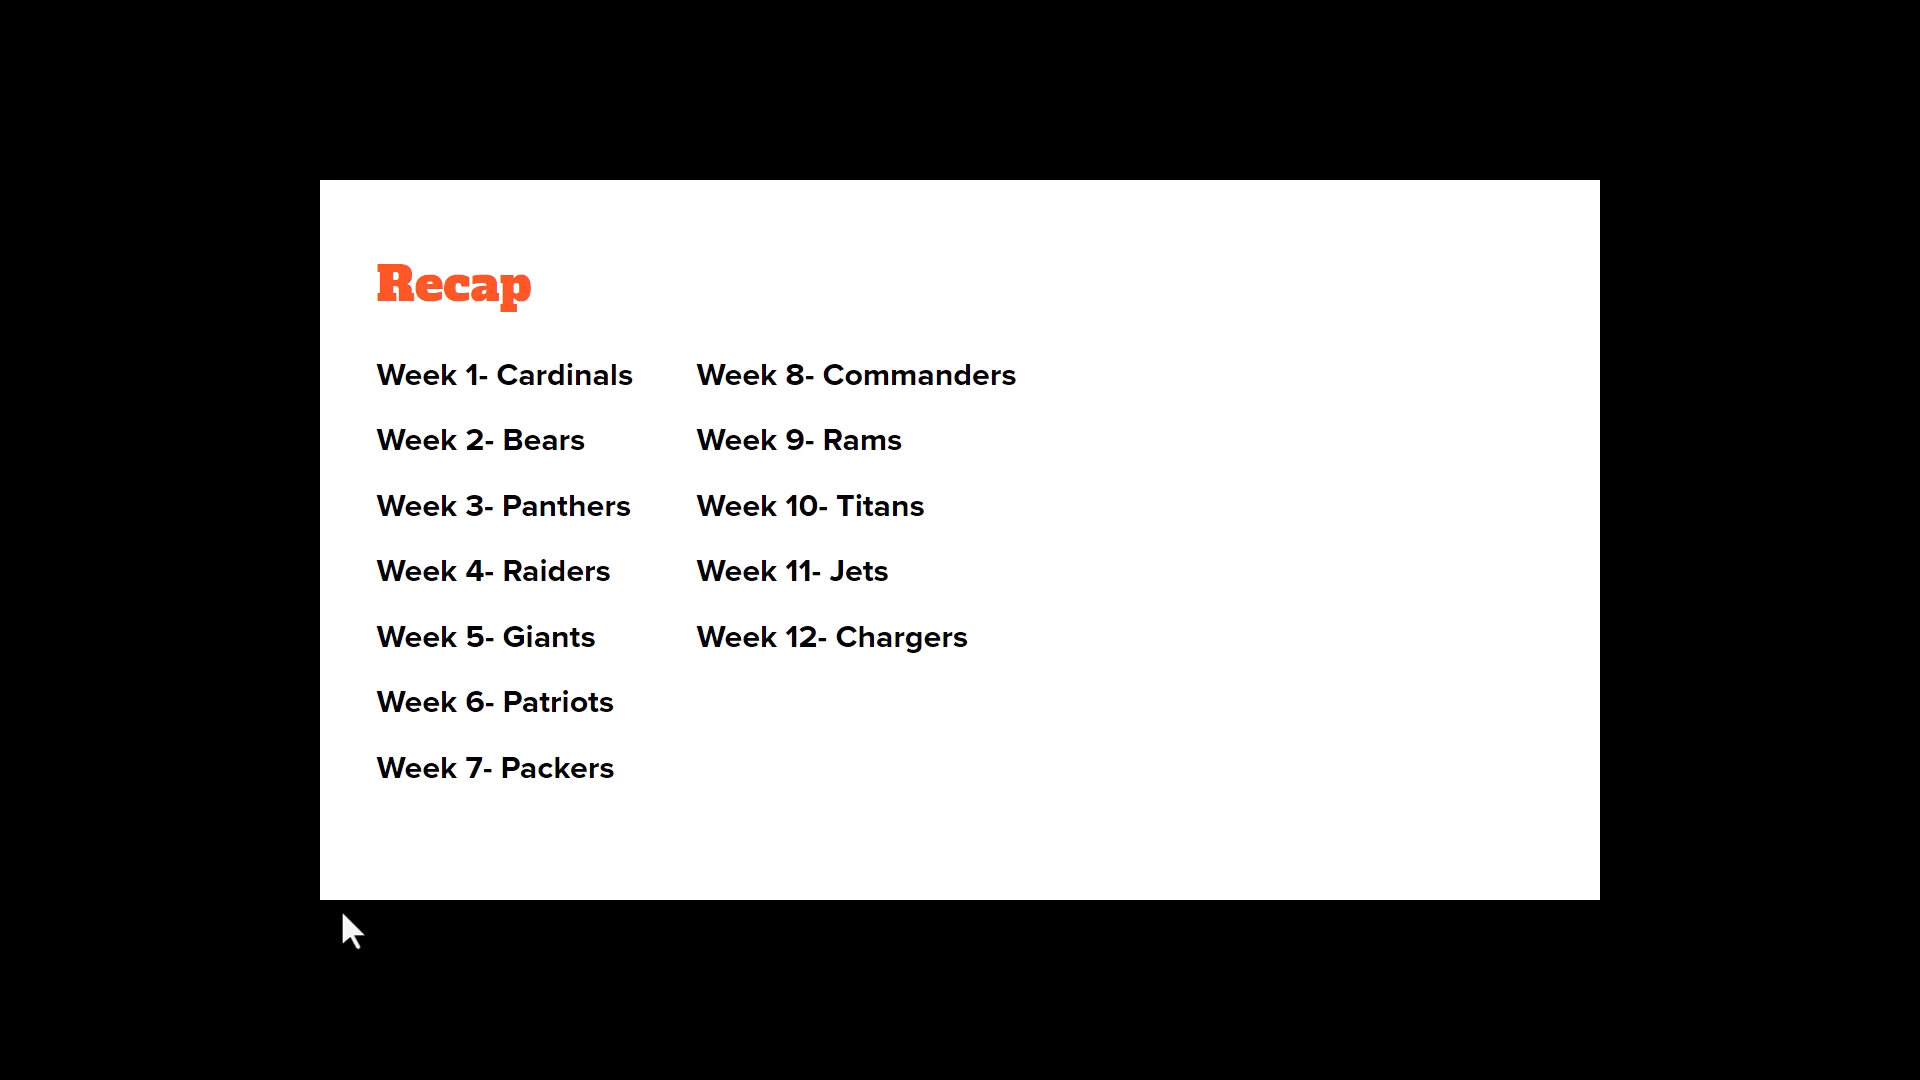 Recap
Week 1- Cardinals
Week 2- Bears
Week 3- Panthers
Week 4- Raiders
Week 5- Giants
Week 6- Patriots
Week 7- Packers
Week 8- Commanders
Week 9- Rams
Week 10- Titans
Week 11- Jets
Week 12- Chargers